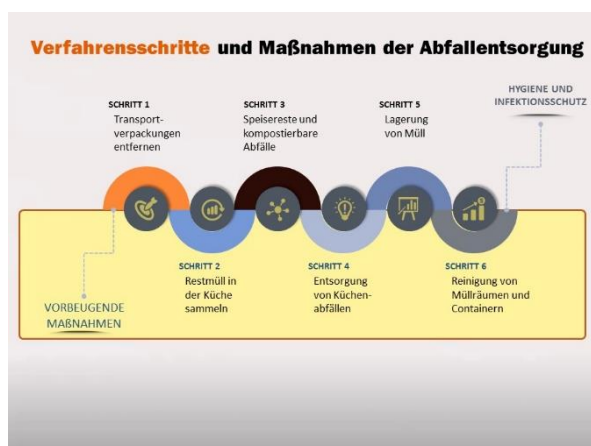 Verfahrensschritte und Maßnahmen der Abfallentsorgung
HYGIENE UND
INFEKTIONSSCHUTZ
SCHRITT 1
Transport-
verpackungen
entfernen
SCHRITT 3
Speisereste und
kompostierbare
Abfälle
SCHRITT 5
Lagerung
von Müll
SCHRITT 2
Restmüll in
der Küche
sammeln
SCHRITT 4
Entsorgung
von Küchen-
abfällen
SCHRITT 6
Reinigung von
Müllräumen und
Containern
VORBEUGENDE
MAßNAHMEN